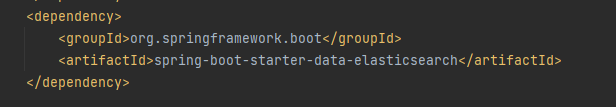 <dependency>
<groupId>org.springframework.boot</groupId>
<artifactId>spring-boot-starter-data-elasticsearch</artifactId>
</dependency>